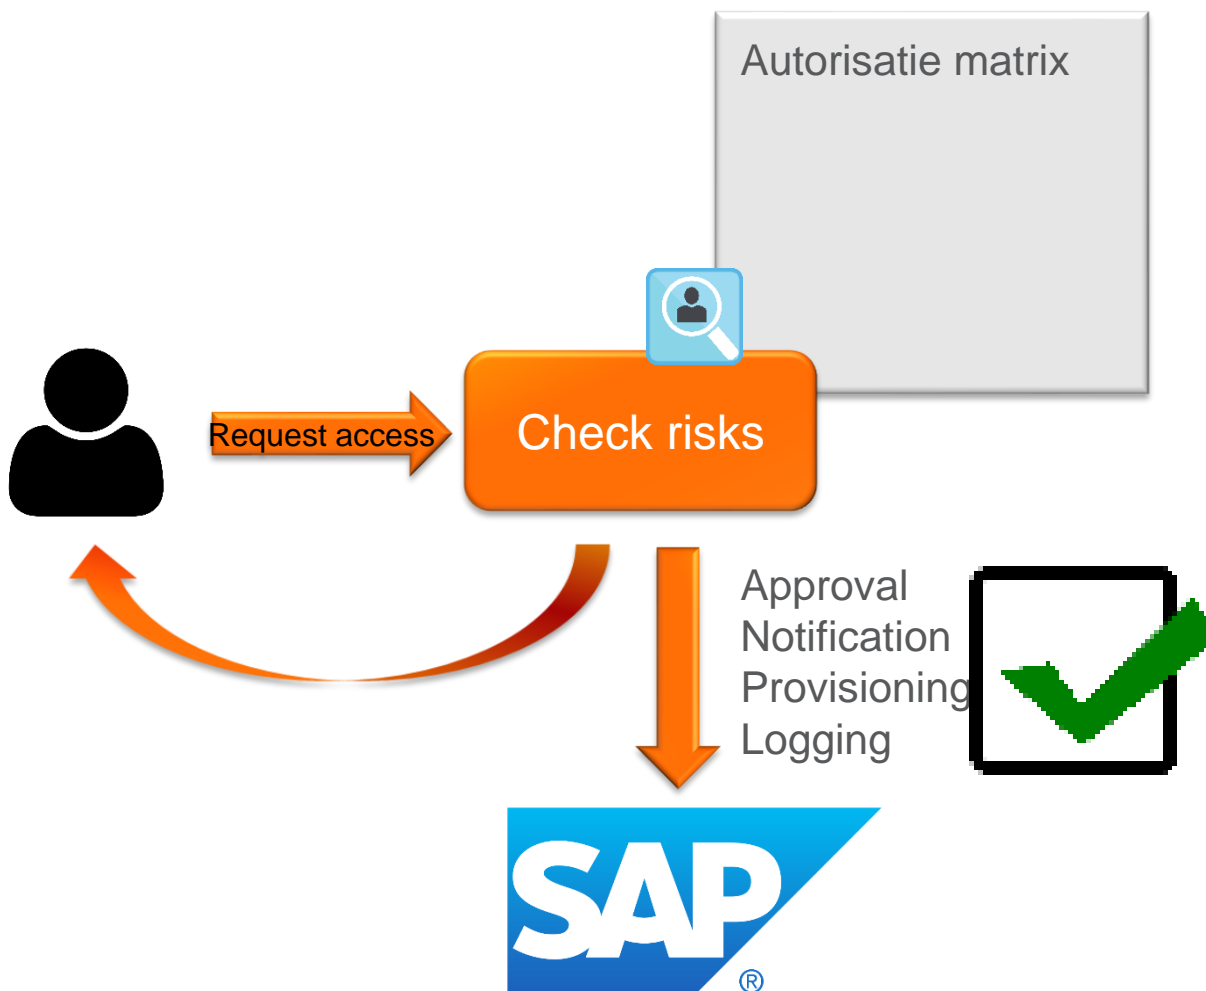 Autorisatie matrix
Request access
Check risks
Approval
Notification
Provisioning
Logging
SAP
®